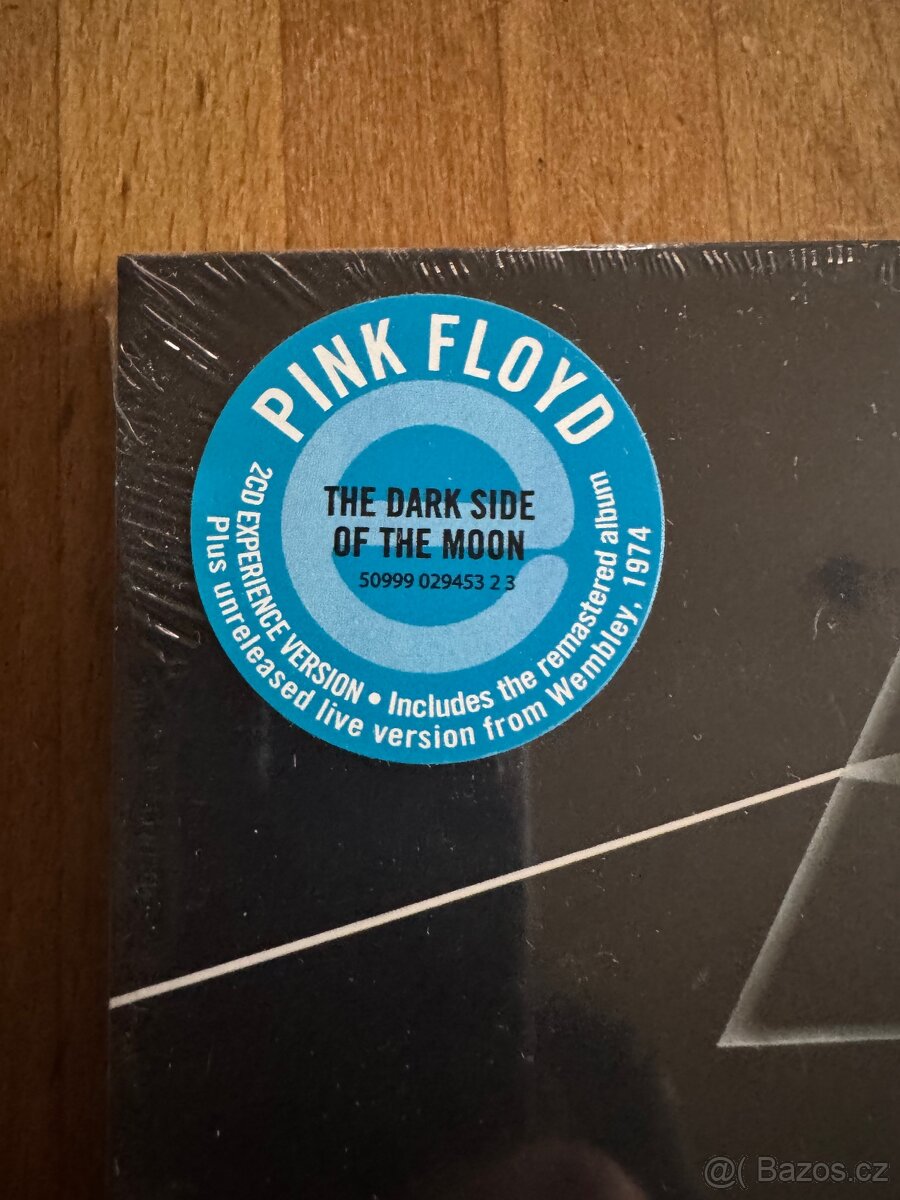 PINK FLOYD
THE DARK SIDE
OF THE MOON
50999 029453 2 3
2CD EXPERIENCE VERSION • Includes the remastered album
Plus unreleased live version from Wembley, 1974
@( Bazos.cz